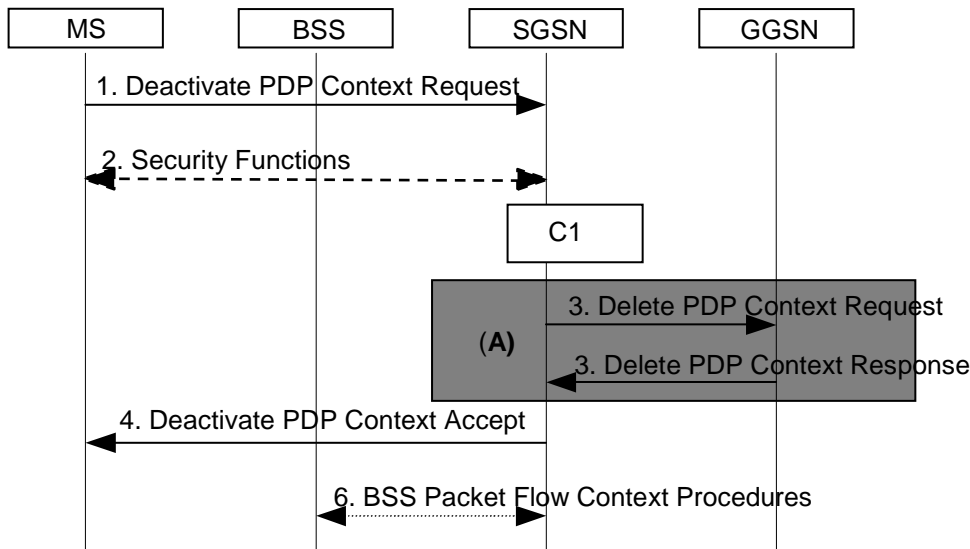 MS
BSS
SGSN
GGSN
1. Deactivate PDP Context Request
2. Security Functions
C1
3. Delete PDP Context Request
(A)
3. Delete PDP Context Response
4. Deactivate PDP Context Accept
6. BSS Packet Flow Context Procedures